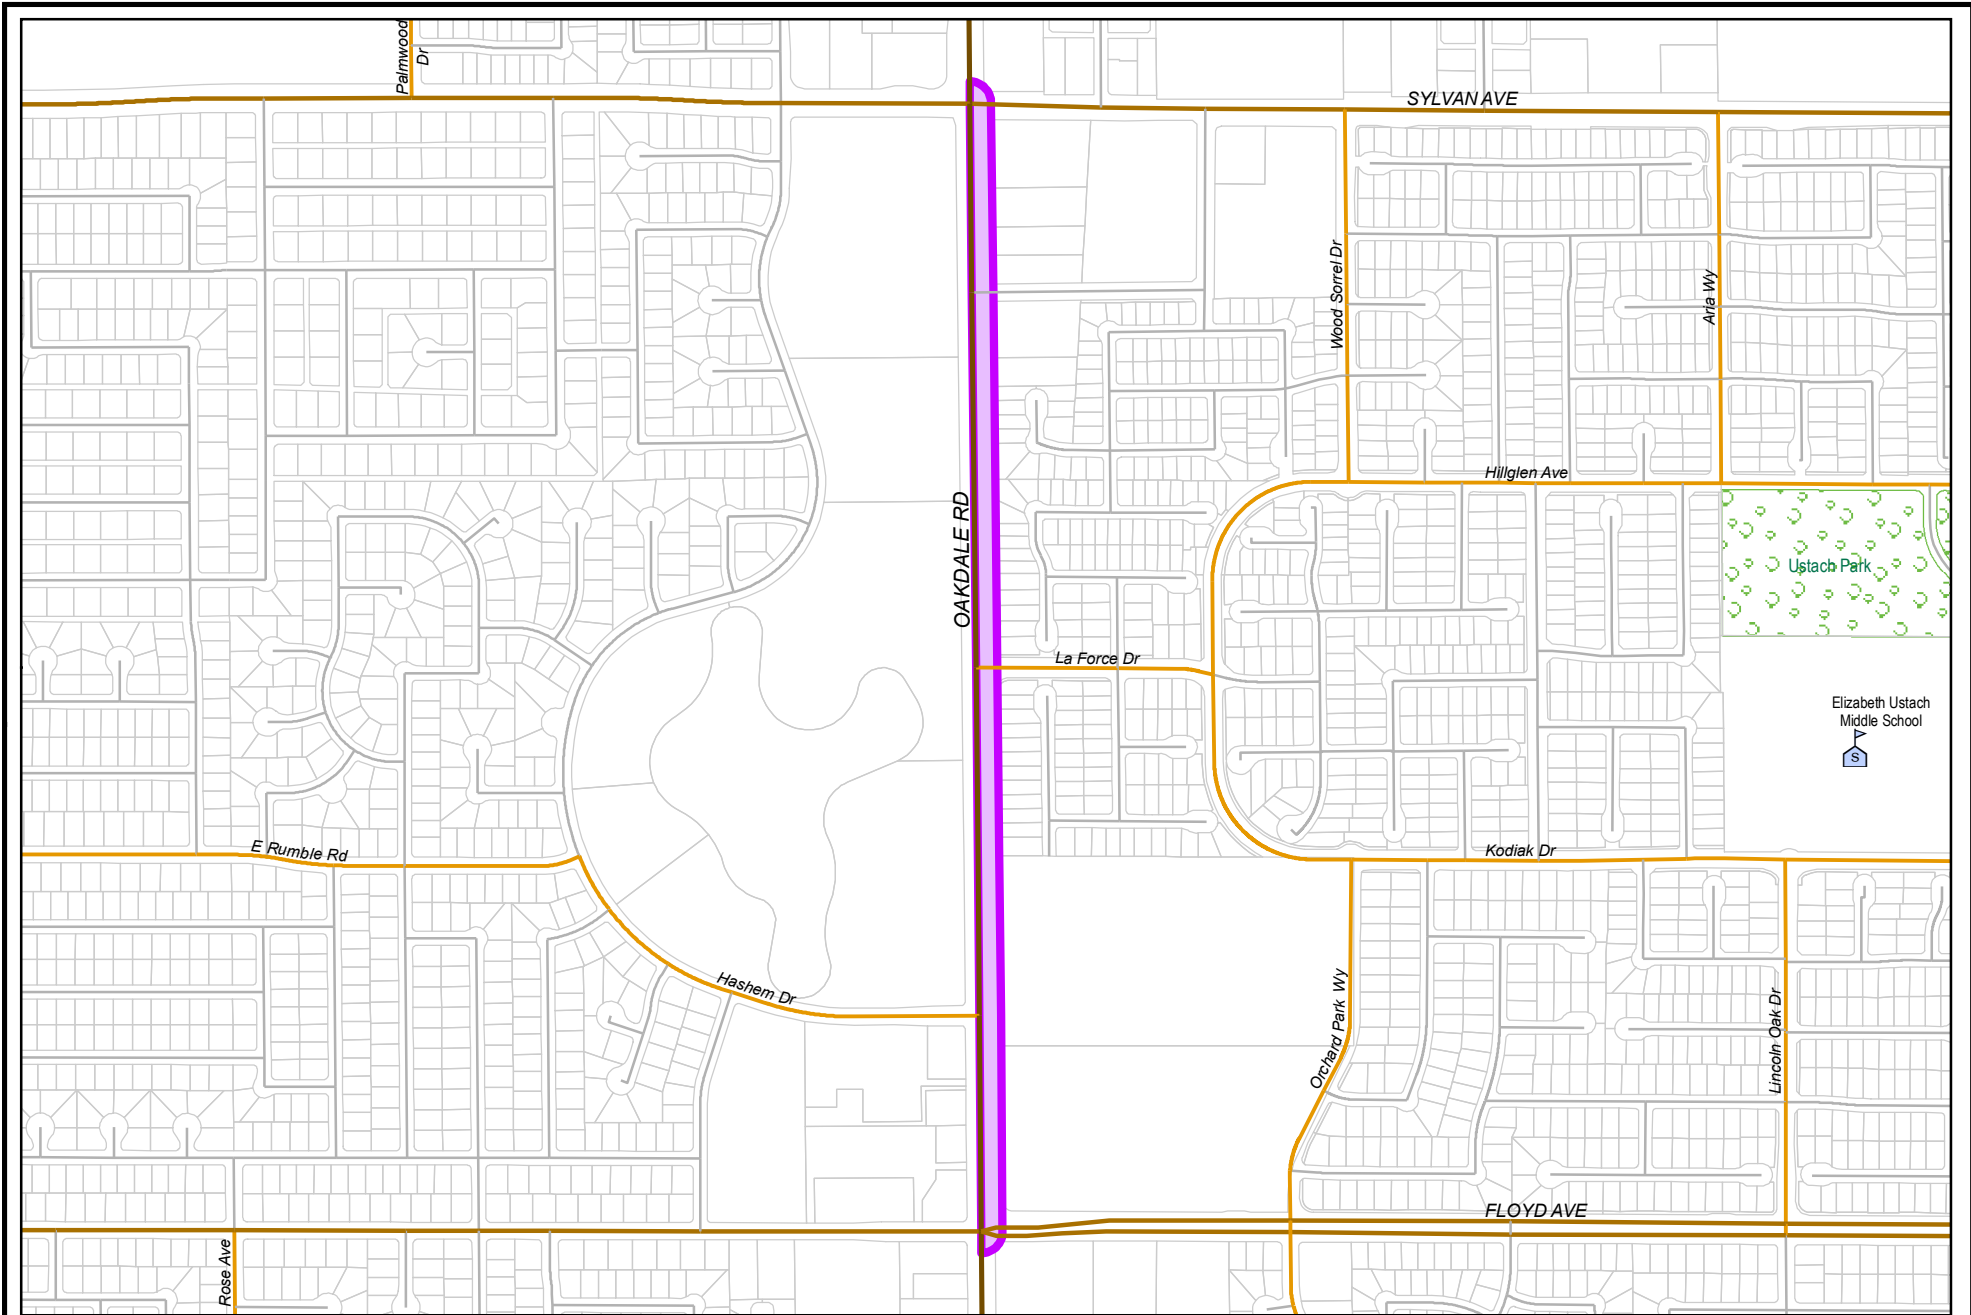 Palmwood
Dr
SYLVAN AVE
Wood Sorrel Dr
Aria Wy
Hillglen Ave
OAKDALE RD
Ustach Park
La Force Dr
Elizabeth Ustach
Middle School
S
E Rumble Rd
Kodiak Dr
Hashem Dr
Orchard Park Wy
Lincoln Oak Dr
FLOYD AVE
Rose Ave